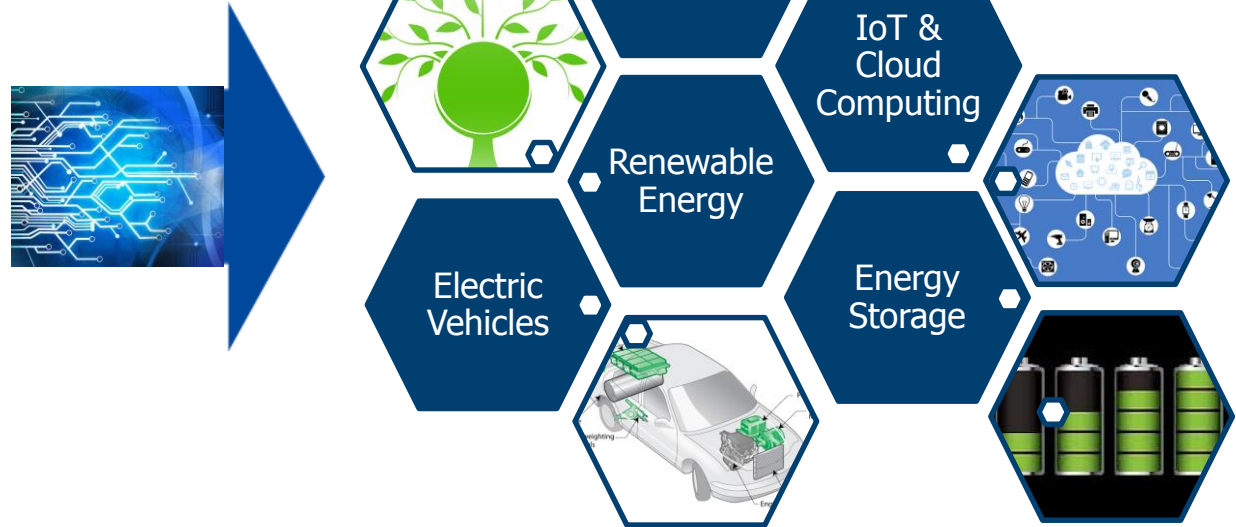 IoT &
Cloud
Computing
Renewable
Energy
Electric
Vehicles
Energy
Storage